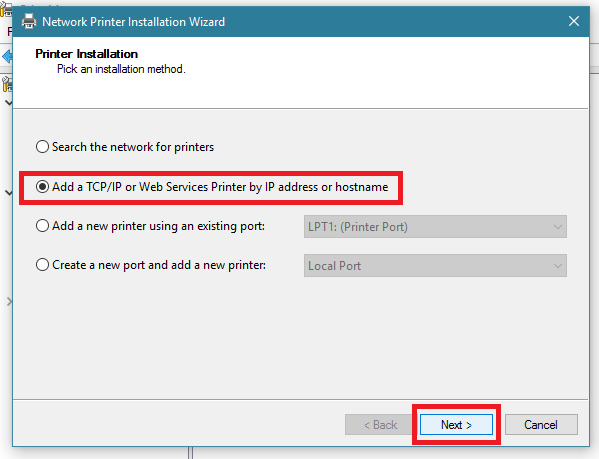 Network Printer Installation Wizard
Printer Installation
Pick an installation method.
Search the network for printers
Add a TCP/IP or Web Services Printer by IP address or hostname
Add a new printer using an existing port: LPT1: (Printer Port)
Create a new port and add a new printer: Local Port
< Back Next > Cancel